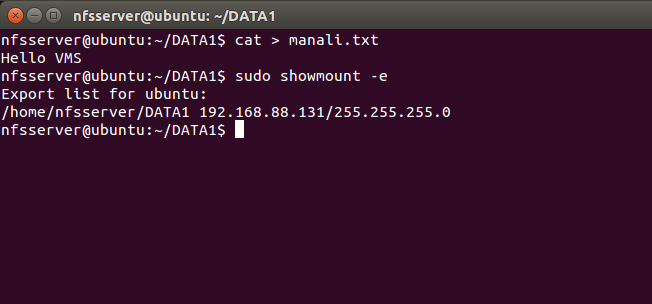 nfsserver@ubuntu: ~/DATA1
nfsserver@ubuntu:~/DATA1$ cat > manali.txt
Hello VMS
nfsserver@ubuntu:~/DATA1$ sudo showmount -e
Export list for ubuntu:
/home/nfsserver/DATA1 192.168.88.131/255.255.255.0
nfsserver@ubuntu:~/DATA1$